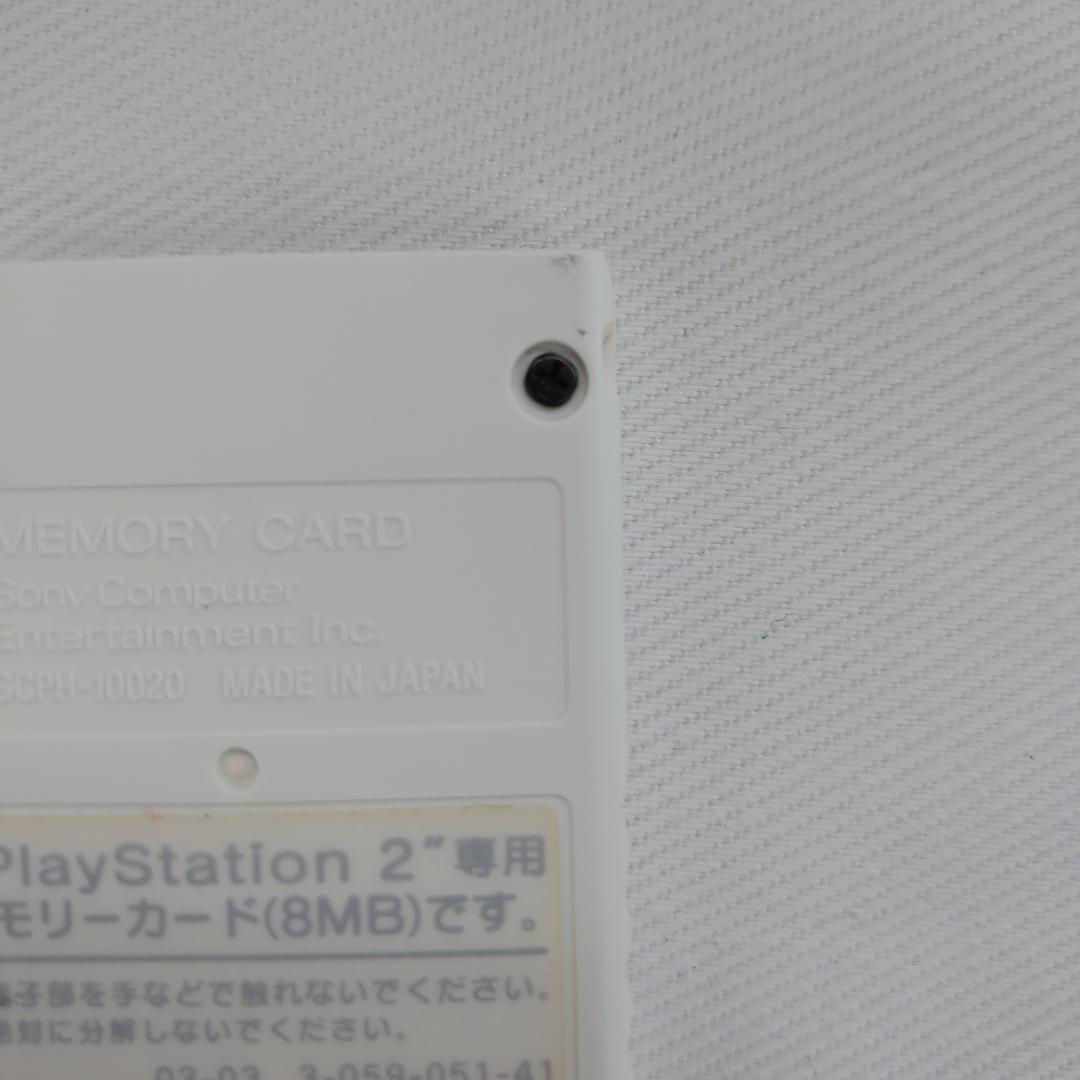 MEMORY CARD
Sony Computer
Entertainment Inc.
SCPH-10020 MADE IN JAPAN
PlayStation 2″専用
モリーカード(8MB)です。
子部を手などで触れないでください。
対に分解しないでください。
03-03 3-059-051-41